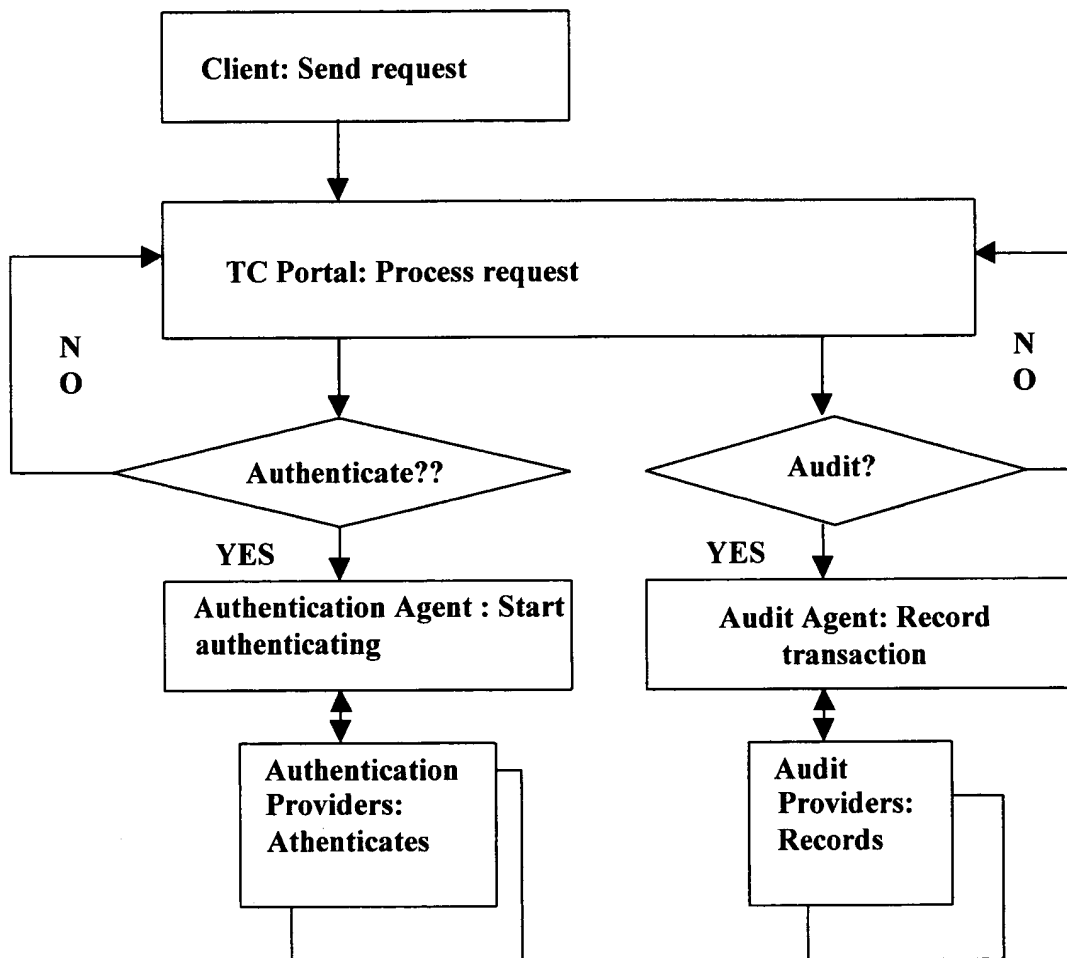 Client: Send request
TC Portal: Process request
N
O
N
O
Authenticate??
Audit?
YES
YES
Authentication Agent : Start
authenticating
Audit Agent: Record
transaction
Authentication
Providers:
Athenticates
Audit
Providers:
Records